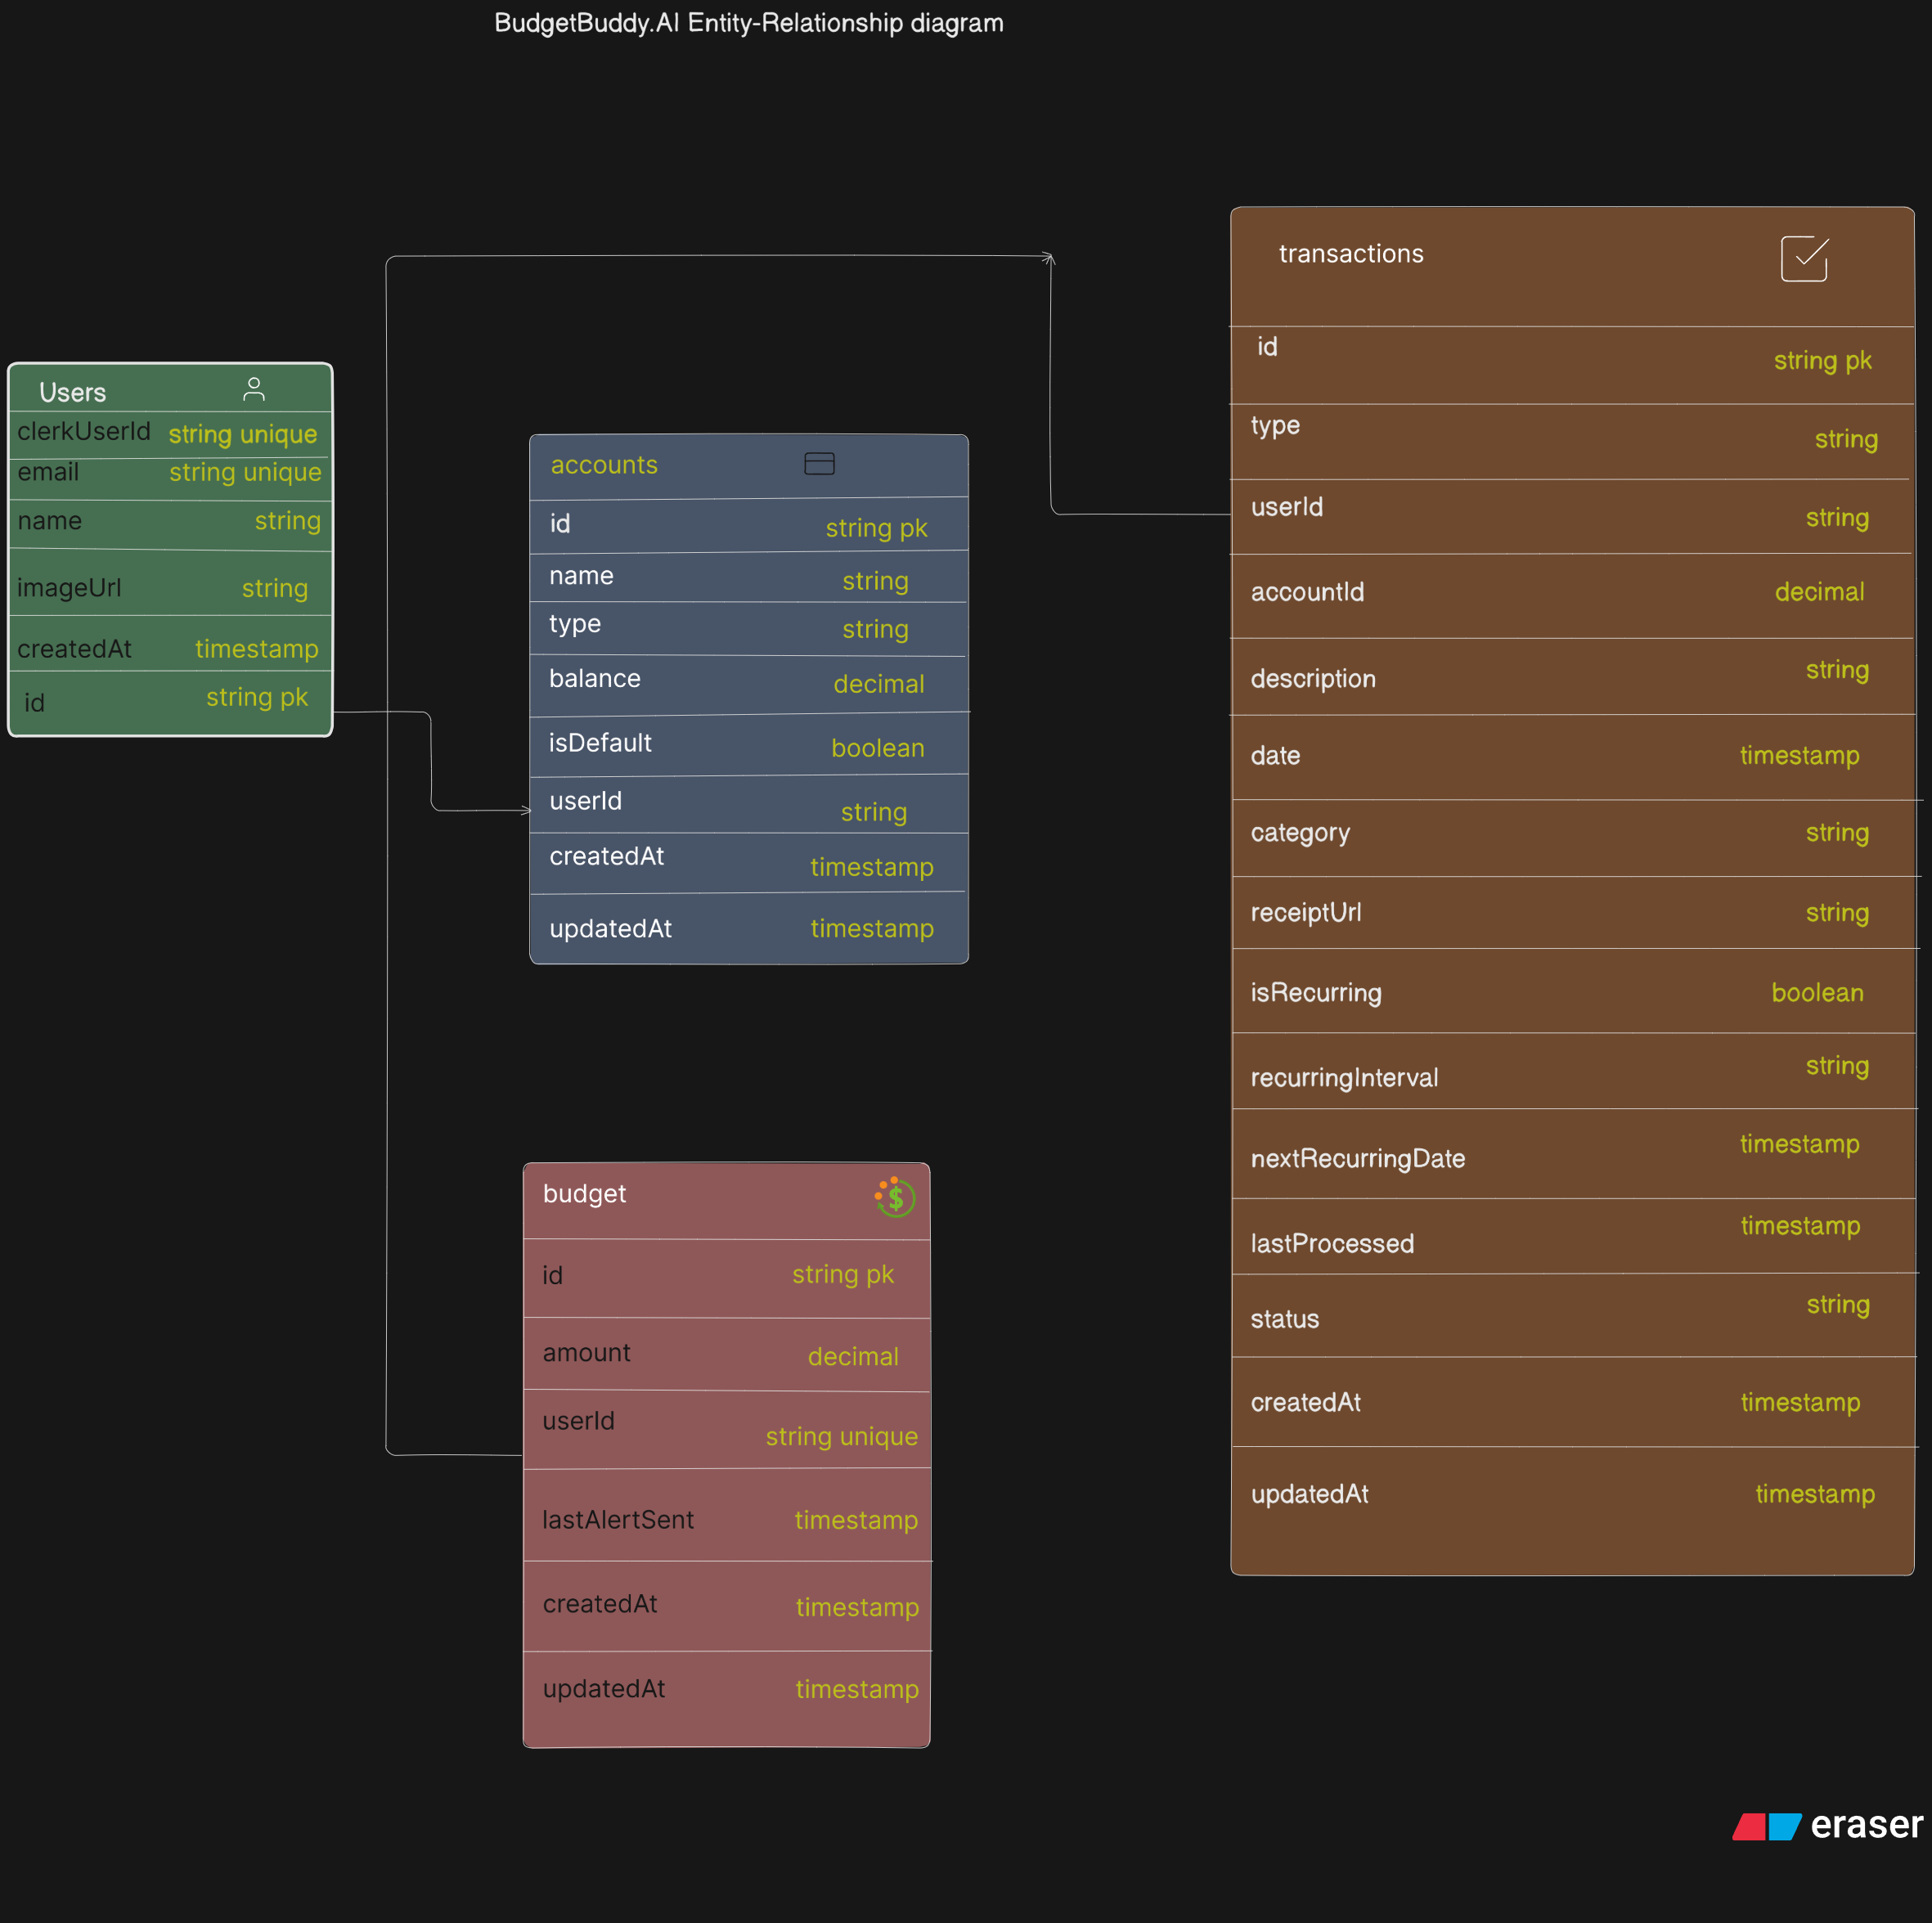 BudgetBuddy.AI Entity-Relationship diagram
Users
clerkUserId string unique
email string unique
name string
imageUrl string
createdAt timestamp
id string pk
accounts
id string pk
name string
type string
balance decimal
isDefault boolean
userId string
createdAt timestamp
updatedAt timestamp
budget
id string pk
amount decimal
userId string unique
lastAlertSent timestamp
createdAt timestamp
updatedAt timestamp
transactions
id string pk
type string
userId string
accountId decimal
description string
date timestamp
category string
receiptUrl string
isRecurring boolean
recurringInterval string
nextRecurringDate timestamp
lastProcessed timestamp
status string
createdAt timestamp
updatedAt timestamp
eraser